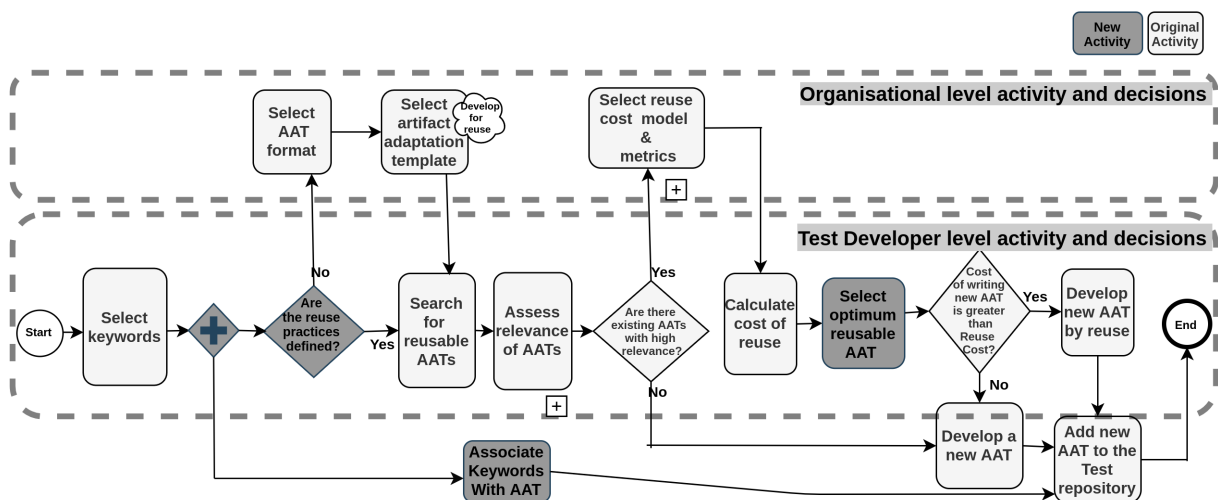 New
Activity
Original
Activity
Organisational level activity and decisions
Select
AAT
format
Select
artifact
adaptation
template
Develop
for
reuse
Select reuse
cost model
&
metrics
+
Test Developer level activity and decisions
Start
Select
keywords
No
Are
the reuse
practices
defined?
Yes
Search
for
reusable
AATs
Assess
relevance
of AATs
+
Yes
Are there
existing AATs
with high
relevance?
No
Calculate
cost of
reuse
Select
optimum
reusable
AAT
Cost
of writing
new AAT
is greater
than
Reuse
Cost?
Yes
No
Develop
new AAT
by reuse
End
Associate
Keywords
With AAT
Develop a
new AAT
Add new
AAT to the
Test
repository